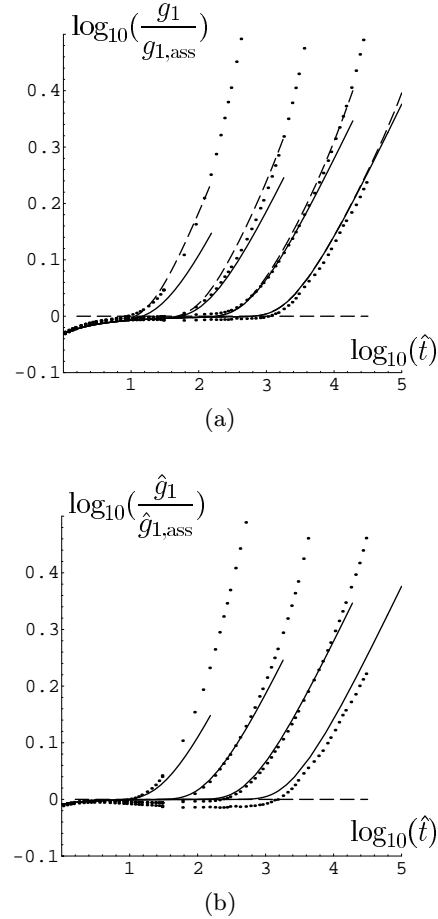 log₁₀(g₁/g₁,ass)
0.4
0.3
0.2
0.1
0
-0.1
1 2 3 4 5
log₁₀(t̂)
(a)
log₁₀(ĝ₁/ĝ₁,ass)
0.4
0.3
0.2
0.1
0
-0.1
1 2 3 4 5
log₁₀(t̂)
(b)